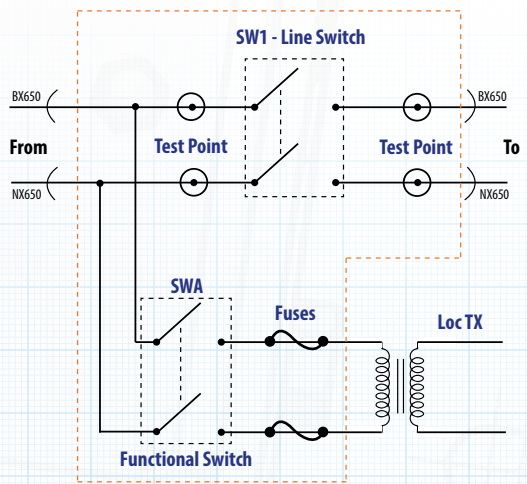 SW1 - Line Switch
BX650
BX650
From
Test Point
Test Point
To
NX650
NX650
SWA
Fuses
Loc TX
Functional Switch